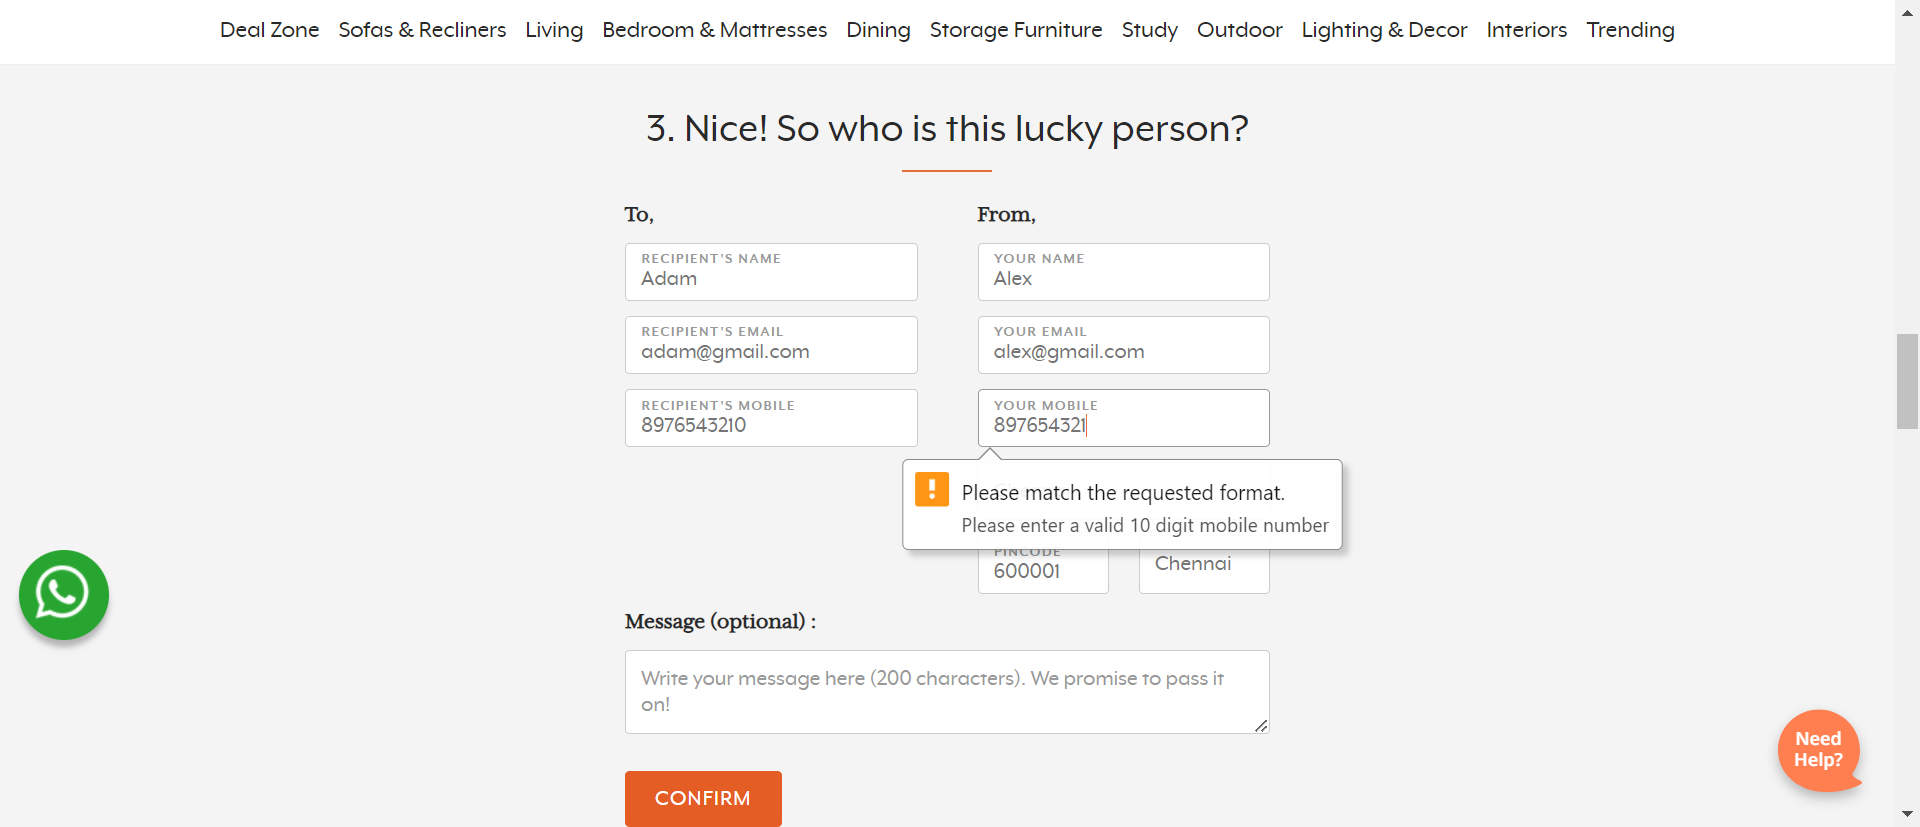 Deal Zone Sofas & Recliners Living Bedroom & Mattresses Dining Storage Furniture Study Outdoor Lighting & Decor Interiors Trending
3. Nice! So who is this lucky person?
To,
From,
RECIPIENT'S NAME
Adam
YOUR NAME
Alex
RECIPIENT'S EMAIL
adam@gmail.com
YOUR EMAIL
alex@gmail.com
RECIPIENT'S MOBILE
8976543210
YOUR MOBILE
897654321
Please match the requested format.
Please enter a valid 10 digit mobile number
PINCODE
600001
Chennai
Message (optional) :
Write your message here (200 characters). We promise to pass it
on!
CONFIRM
Need
Help?